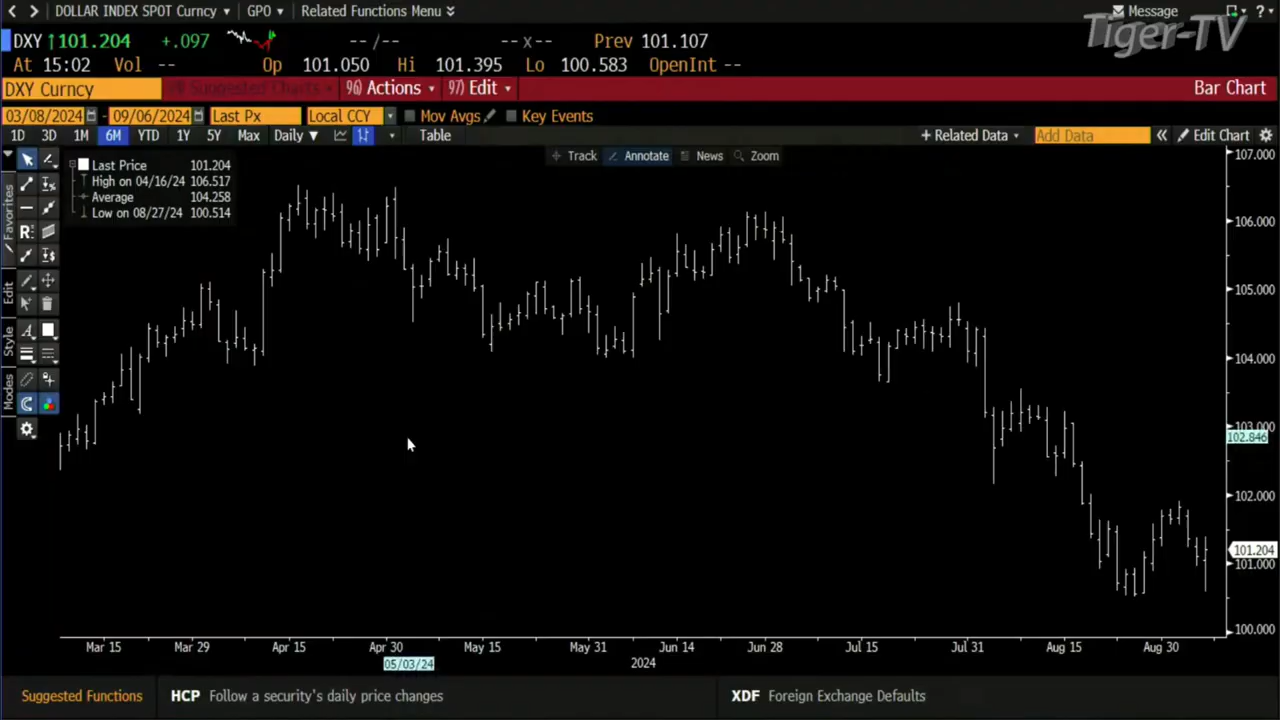 DOLLAR INDEX SPOT Curncy GPO Related Functions Menu Message
Tiger-TV
DXY ↑101.204 +.097 -- /-- -- x-- Prev 101.107
At 15:02 Vol -- Op 101.050 Hi 101.395 Lo 100.583 OpenInt --
DXY Curncy Suggested Charts 96) Actions 97) Edit Bar Chart
03/08/2024 - 09/06/2024 Last Px Local CCY Mov Avgs Key Events
1D 3D 1M 6M YTD 1Y 5Y Max Daily ▼ Table + Related Data Add Data « Edit Chart
Track Annotate News Zoom
Last Price 101.204
High on 04/16/24 106.517
Average 104.258
Low on 08/27/24 100.514
Favorites
Edit
Style
Modes
107.000
106.000
105.000
104.000
103.000
102.846
102.000
101.204
101.000
100.000
Mar 15 Mar 29 Apr 15 Apr 30 May 15 May 31 Jun 14 Jun 28 Jul 15 Jul 31 Aug 15 Aug 30
05/03/24 2024
Suggested Functions HCP Follow a security's daily price changes XDF Foreign Exchange Defaults